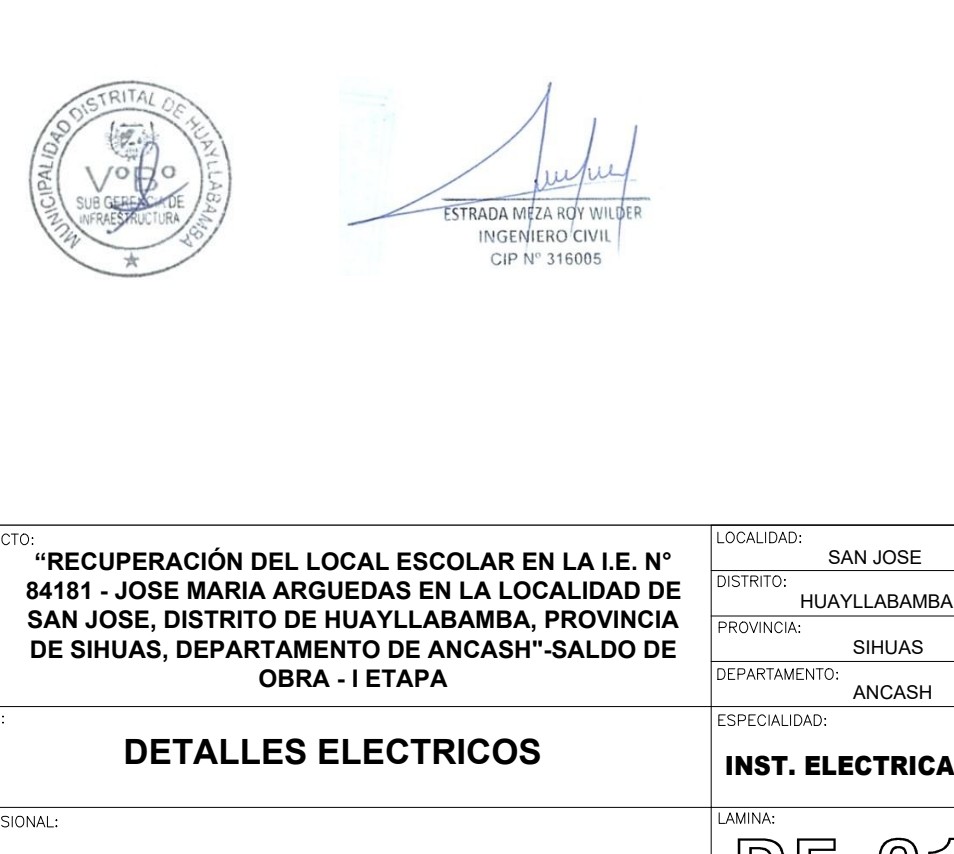 MUNICIPALIDAD DISTRITAL DE HUAYLLABAMBA
V°B°
SUB GERENCIA DE
INFRAESTRUCTURA
ESTRADA MEZA ROY WILDER
INGENIERO CIVIL
CIP N° 316005
CTO:
“RECUPERACIÓN DEL LOCAL ESCOLAR EN LA I.E. N°
84181 - JOSE MARIA ARGUEDAS EN LA LOCALIDAD DE
SAN JOSE, DISTRITO DE HUAYLLABAMBA, PROVINCIA
DE SIHUAS, DEPARTAMENTO DE ANCASH"-SALDO DE
OBRA - I ETAPA
LOCALIDAD:
SAN JOSE
DISTRITO:
HUAYLLABAMBA
PROVINCIA:
SIHUAS
DEPARTAMENTO:
ANCASH
:
DETALLES ELECTRICOS
ESPECIALIDAD:
INST. ELECTRICA
SIONAL:
LAMINA: